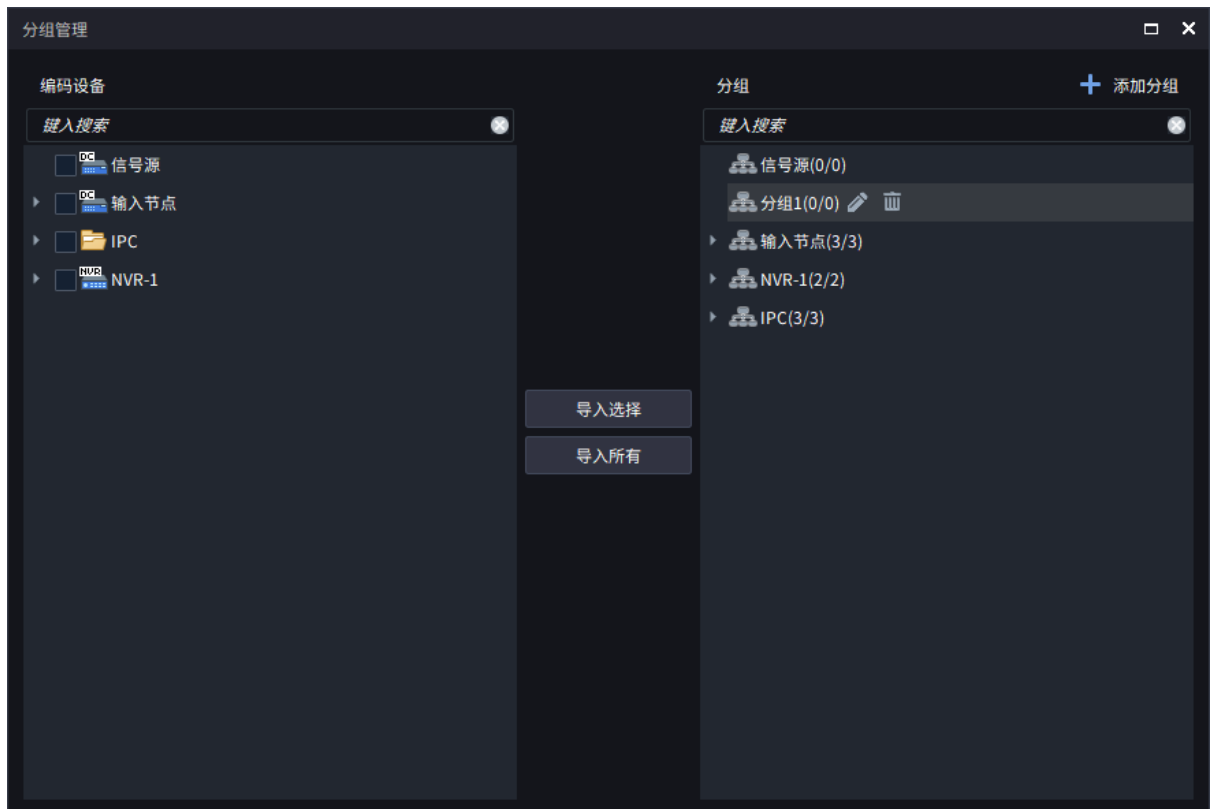 分组管理
编码设备
键入搜索
DC 信号源
DC 输入节点
IPC
NVR NVR-1
导入选择
导入所有
分组
添加分组
键入搜索
信号源(0/0)
分组1(0/0)
输入节点(3/3)
NVR-1(2/2)
IPC(3/3)